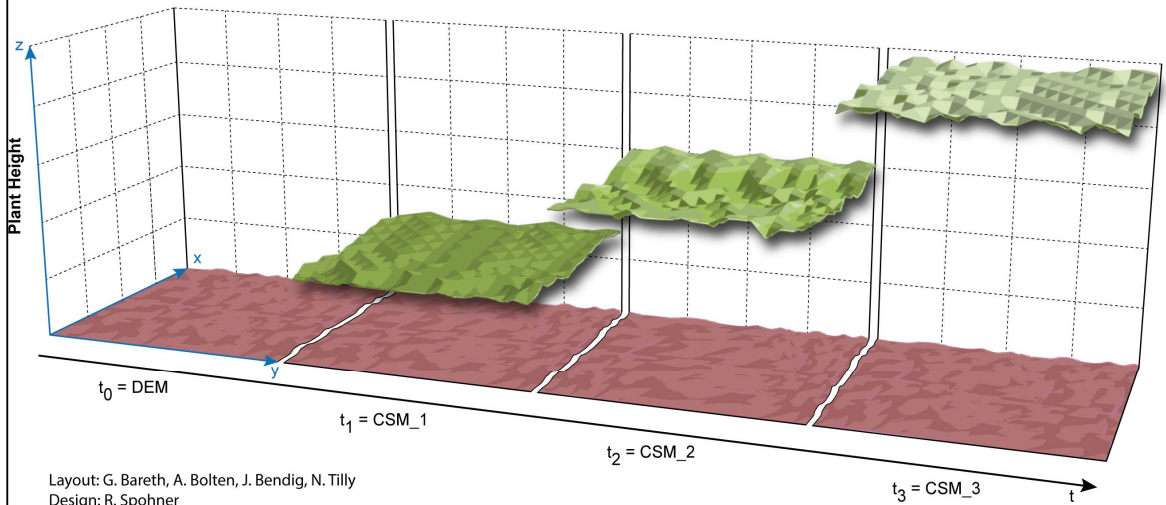 z
Plant Height
x
y
t0 = DEM
t1 = CSM_1
t2 = CSM_2
t3 = CSM_3
t
Layout: G. Bareth, A. Bolten, J. Bendig, N. Tilly
Design: R. Spohner